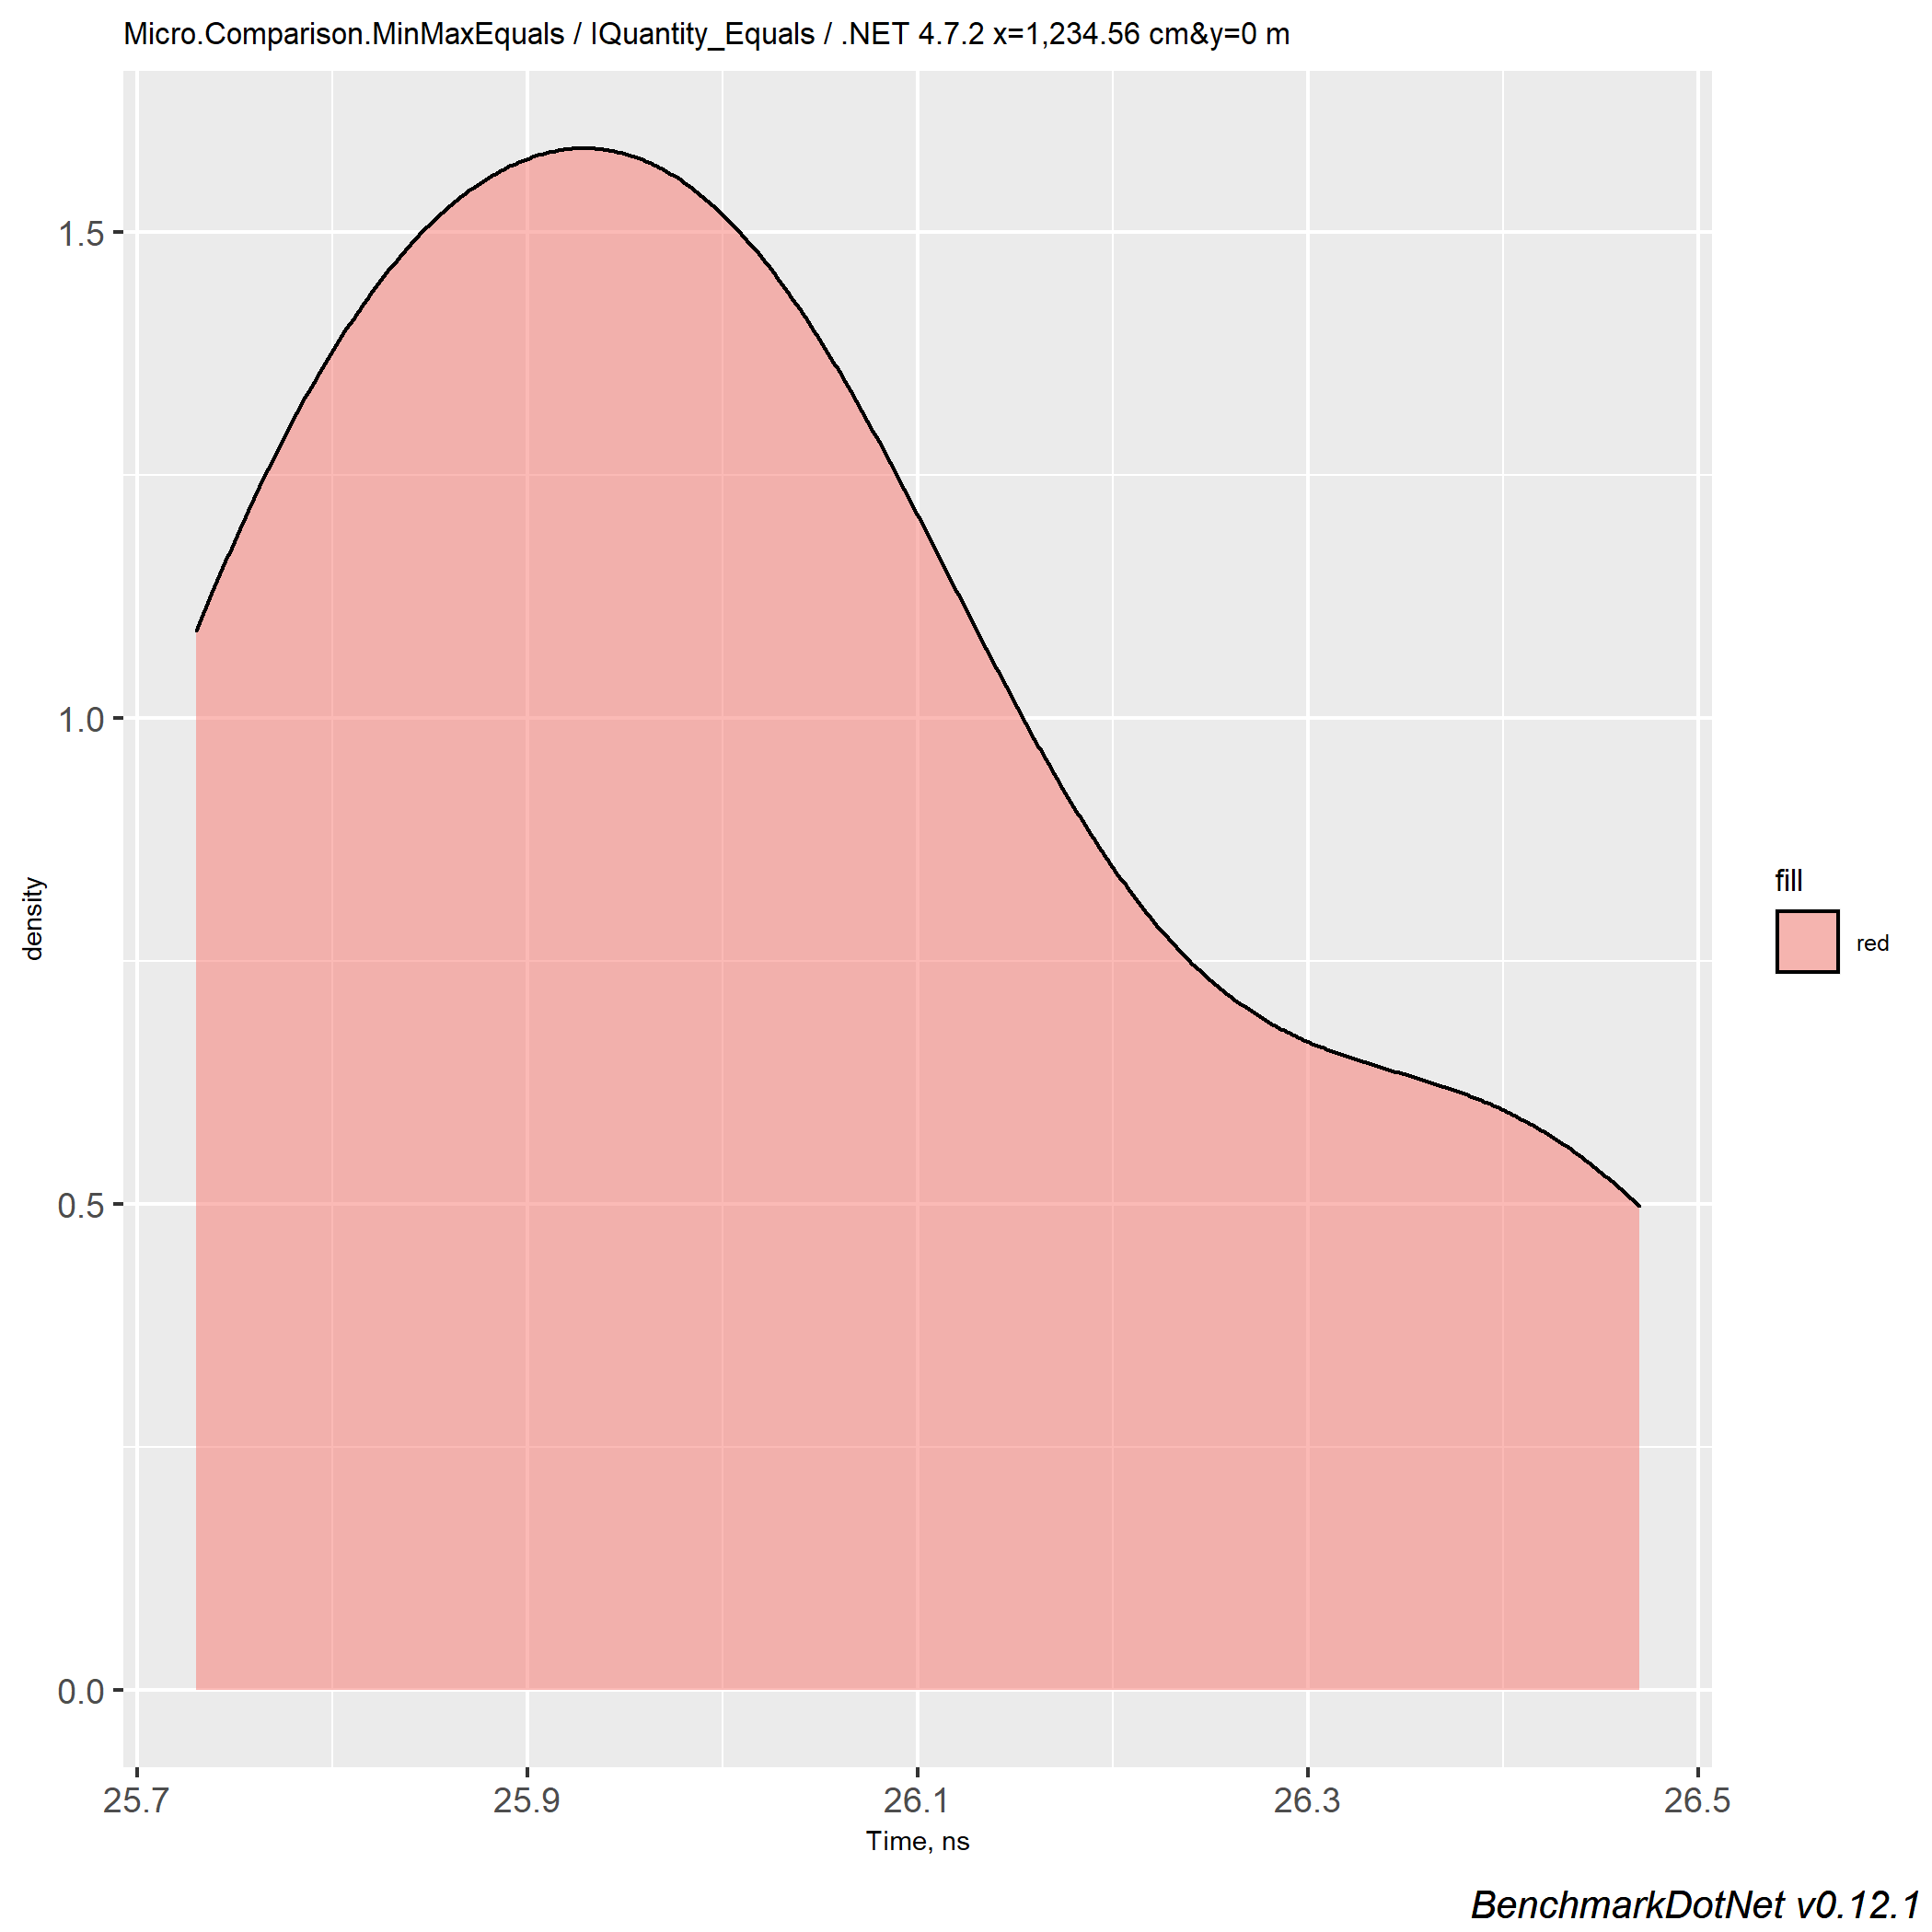 Micro.Comparison.MinMaxEquals / IQuantity_Equals / .NET 4.7.2 x=1,234.56 cm&y=0 m
1.5
1.0
0.5
0.0
density
25.7 25.9 26.1 26.3 26.5
Time, ns
fill
red
BenchmarkDotNet v0.12.1